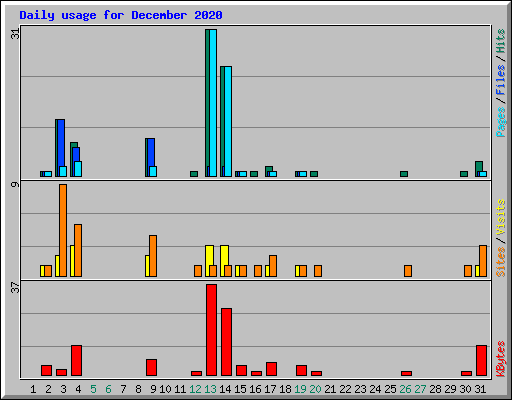 Daily usage for December 2020
31
Pages / Files / Hits
9
Sites / Visits
37
KBytes
1 2 3 4 5 6 7 8 9 10 11 12 13 14 15 16 17 18 19 20 21 22 23 24 25 26 27 28 29 30 31